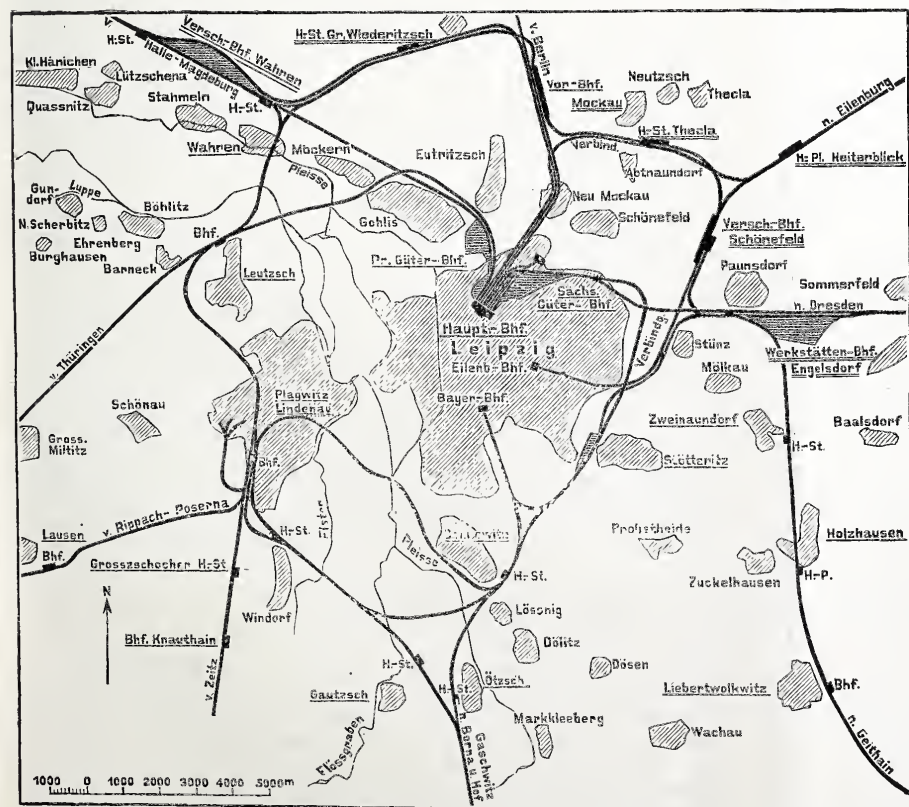 v.
H.-St.
Halle-Magdeburg
Versch-Bhf. Wahren
H.-St. Gr. Wiederitzsch
v. Berlin
Vor-Bhf.
Mockau
Neutzsch
Thecla
n. Eilenburg
Kl. Hänichen
Lützschena
Quassnitz
Stahmeln
H.-St.
Wahren
Möckern
Pleisse
Eutritzsch
H.-St. Thecla
Verbind.
Abtnaundorf
H.-Pl. Heiterblick
Gun-
dorf
Luppe
Böhlitz
N. Scherbitz
Ehrenberg
Burghausen
Barneck
Bhf.
Gohlis
Neu Mockau
Schönefeld
Versch-Bhf.
Schönefeld
Leutzsch
Pr. Güter-Bhf.
Sächs.
Güter-Bhf.
Paunsdorf
Sommerfeld
n. Dresden
Haupt-Bhf.
Leipzig
Eilenb-Bhf.
Bayer-Bhf.
Verbindg.
Stünz
Mölkau
Werkstätten-Bhf.
Engelsdorf
v. Thüringen
Plagwitz
Lindenau
Schönau
Gross.
Miltitz
Bhf.
Zweinaundorf
H.-St.
Baalsdorf
Stötteritz
v. Rippach-Poserna
Lausen
Bhf.
Grosszschocher H.-St.
H.-St.
Elster
Pleisse
H.-St.
Probstheida
Zuckelhausen
Holzhausen
H.-P.
N
Windorf
Bhf. Knauthain
v. Zeitz
Lössnig
Dölitz
Dösen
H.-St.
Gautzsch
H.-St.
Ötzsch
Markkleeberg
Wachau
Liebertwolkwitz
Bhf.
n. Geithain
Flossgraben
Gaschwitz
n. Borna u. Hof
1000 0 1000 2000 3000 4000 5000m